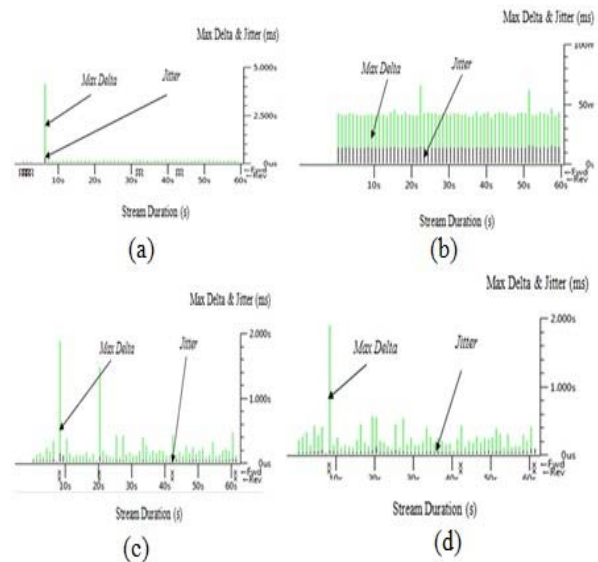 Max Delta & Jitter (ms)
5.000s
Max Delta
Jitter
2.500s
0us
←Fwd
←Rev
10s 20s 30s 40s 50s 60s
Stream Duration (s)
(a)
Max Delta & Jitter (ms)
Max Delta
Jitter
50m
0us
←Fwd
←Rev
10s 20s 30s 40s 50s 60s
Stream Duration (s)
(b)
Max Delta & Jitter (ms)
2.000s
Max Delta
Jitter
1.000s
0us
←Fwd
←Rev
10s 20s 30s 40s 50s 60s
Stream Duration (s)
(c)
Max Delta & Jitter (ms)
2.000s
Max Delta
Jitter
1.000s
0us
←Fwd
←Rev
20s 30s 50s
Stream Duration (s)
(d)